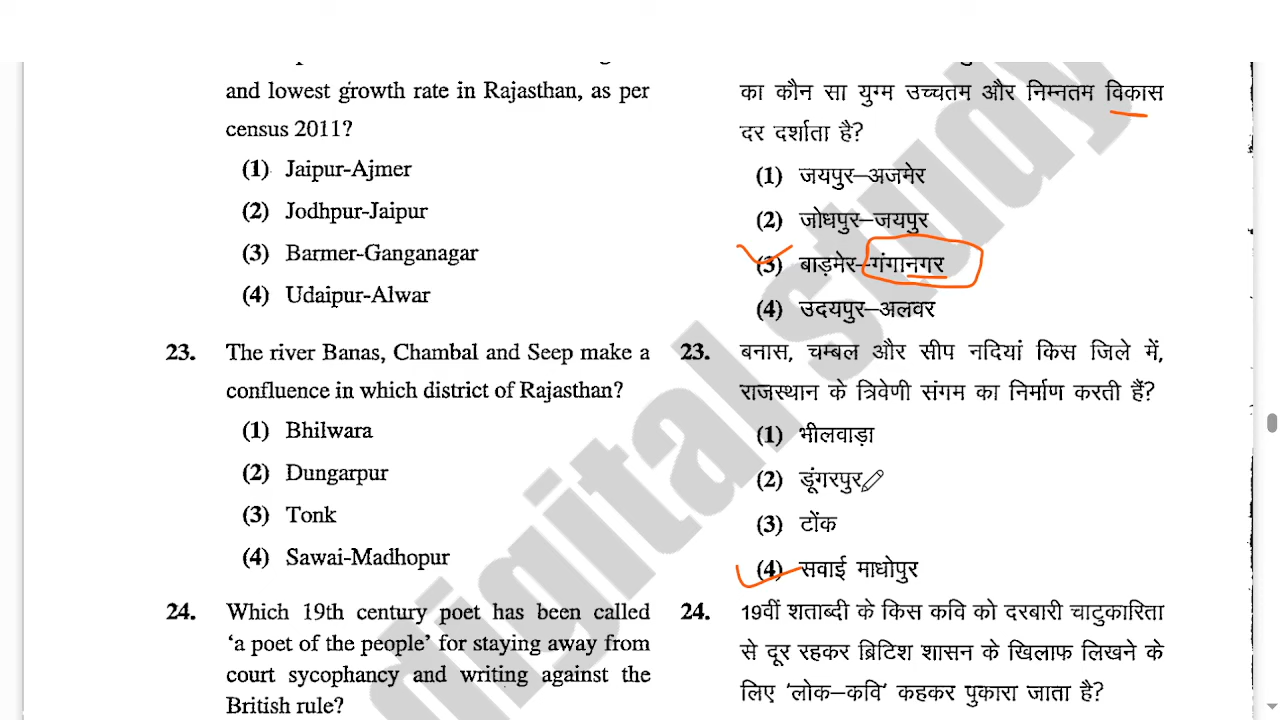 and lowest growth rate in Rajasthan, as per
census 2011?
(1) Jaipur-Ajmer
(2) Jodhpur-Jaipur
(3) Barmer-Ganganagar
(4) Udaipur-Alwar
23. The river Banas, Chambal and Seep make a
confluence in which district of Rajasthan?
(1) Bhilwara
(2) Dungarpur
(3) Tonk
(4) Sawai-Madhopur
24. Which 19th century poet has been called
‘a poet of the people’ for staying away from
court sycophancy and writing against the
British rule?
का कौन सा युग्म उच्चतम और निम्नतम विकास
दर दर्शाता है?
(1) जयपुर–अजमेर
(2) जोधपुर–जयपुर
(3) बाड़मेर–गंगानगर
(4) उदयपुर–अलवर
23. बनास, चम्बल और सीप नदियां किस जिले में,
राजस्थान के त्रिवेणी संगम का निर्माण करती हैं?
(1) भीलवाड़ा
(2) डूंगरपुर
(3) टोंक
(4) सवाई माधोपुर
24. 19वीं शताब्दी के किस कवि को दरबारी चाटुकारिता
से दूर रहकर ब्रिटिश शासन के खिलाफ लिखने के
लिए ‘लोक–कवि’ कहकर पुकारा जाता है?
digital study